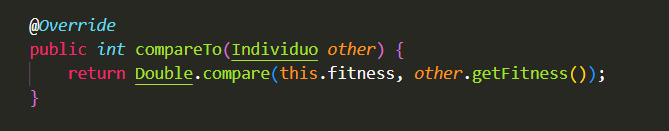 @Override
public int compareTo(Individuo other) {
    return Double.compare(this.fitness, other.getFitness());
}